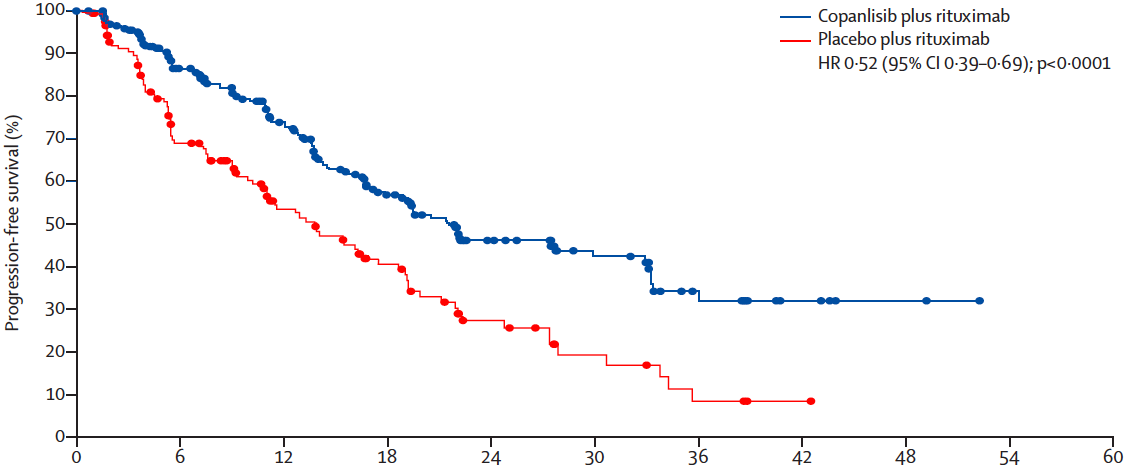 100
90
80
70
60
50
40
30
20
10
0
Progression-free survival (%)
Copanlisib plus rituximab
Placebo plus rituximab
HR 0·52 (95% CI 0·39–0·69); p<0·0001
0 6 12 18 24 30 36 42 48 54 60